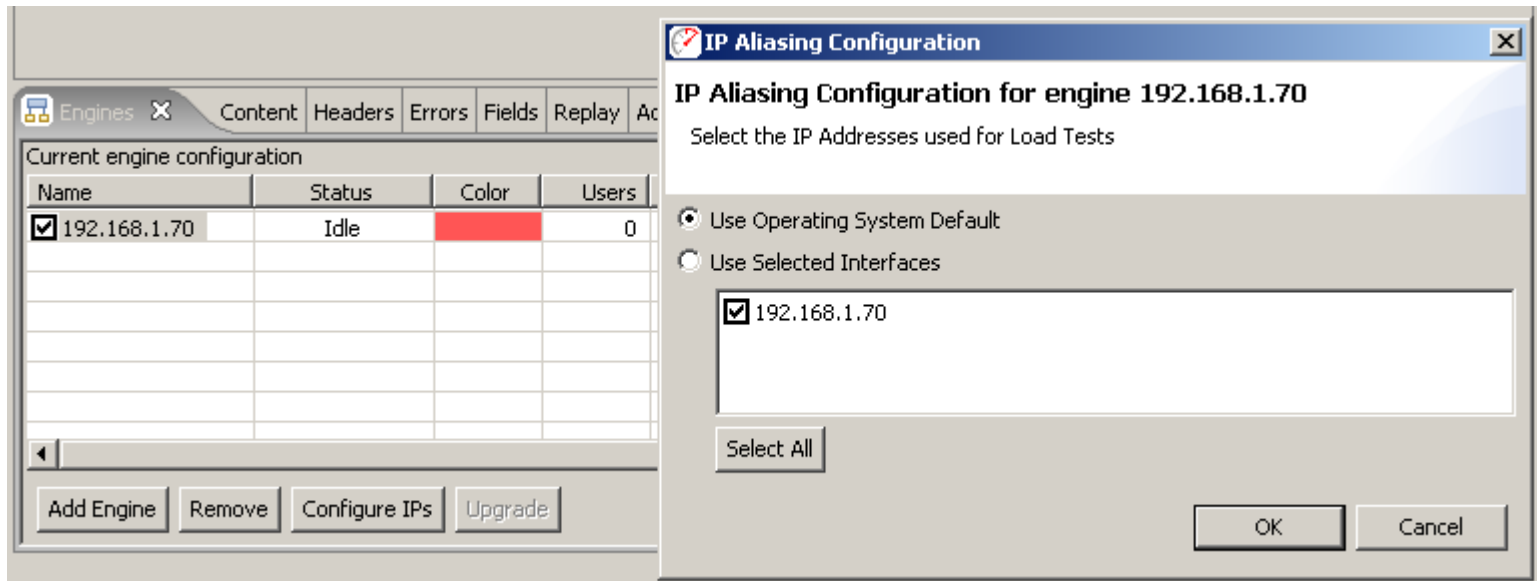 Engines Content Headers Errors Fields Replay
Current engine configuration
Name Status Color Users
192.168.1.70 Idle 0
Add Engine Remove Configure IPs Upgrade
IP Aliasing Configuration
IP Aliasing Configuration for engine 192.168.1.70
Select the IP Addresses used for Load Tests
Use Operating System Default
Use Selected Interfaces
192.168.1.70
Select All
OK Cancel